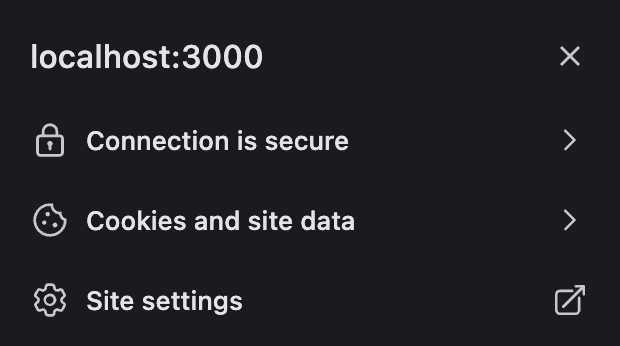 localhost:3000
Connection is secure
Cookies and site data
Site settings